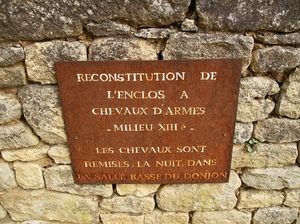 RECONSTITUTION DE
L'ENCLOS A
CHEVAUX D'ARMES
- MILIEU XIIIe -
LES CHEVAUX SONT
REMISES, LA NUIT, DANS
LA SALLE BASSE DU DONJON